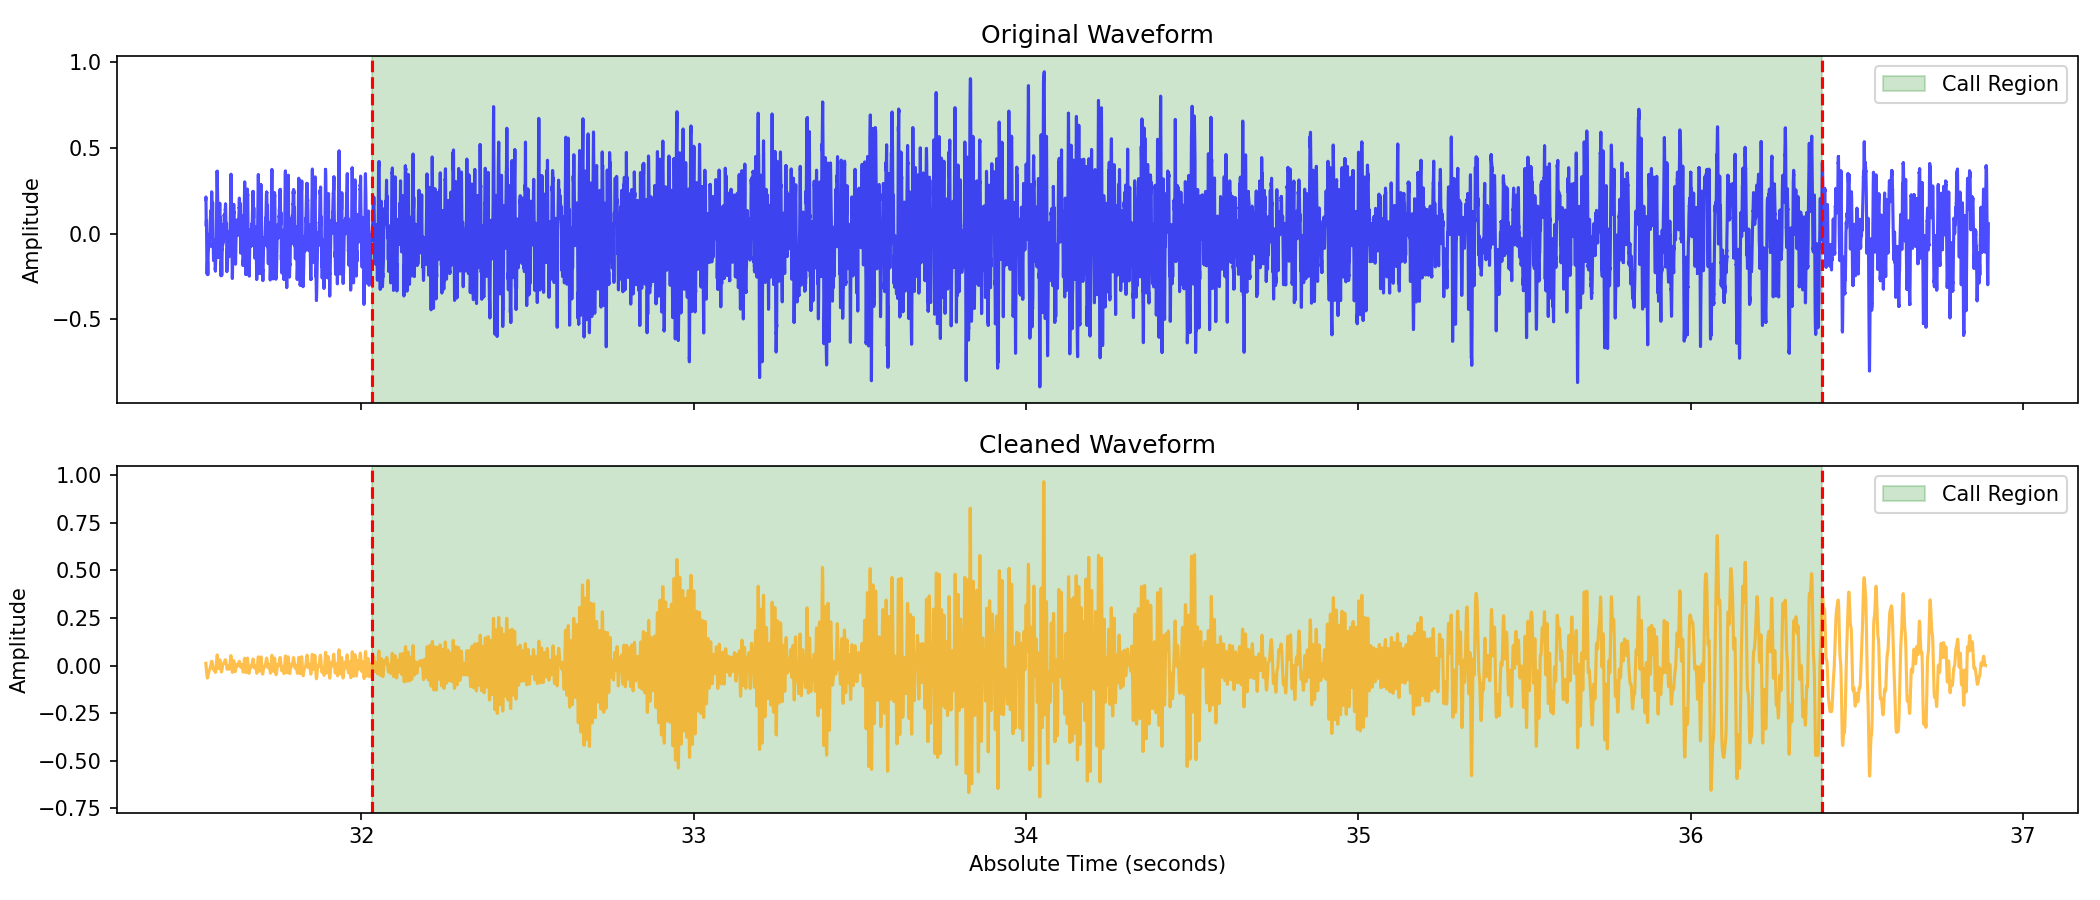 Original Waveform
Amplitude
1.0
0.5
0.0
−0.5
Call Region
Cleaned Waveform
Amplitude
1.00
0.75
0.50
0.25
0.00
−0.25
−0.50
−0.75
Call Region
32 33 34 35 36 37
Absolute Time (seconds)